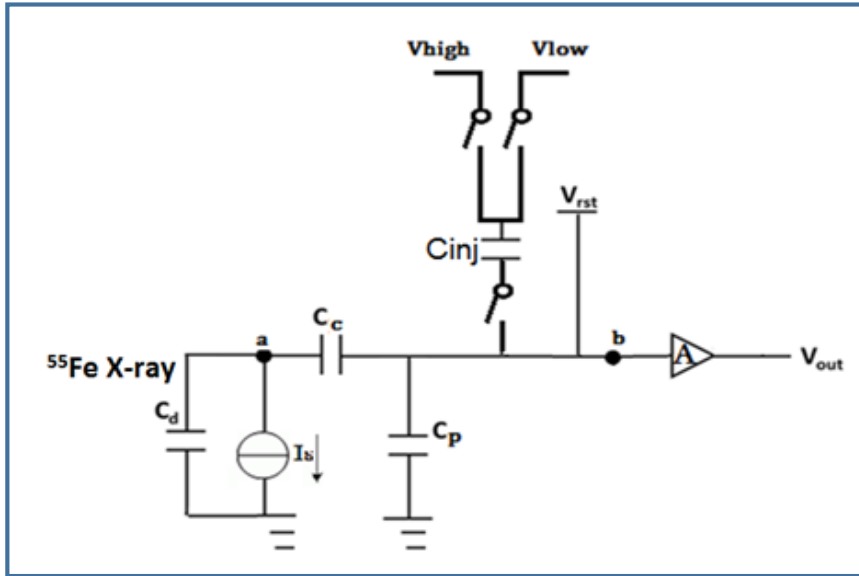 Vhigh Vlow
Vrst
Cinj
Cc
a
b
55Fe X-ray
A
Vout
Cd
Is
Cp